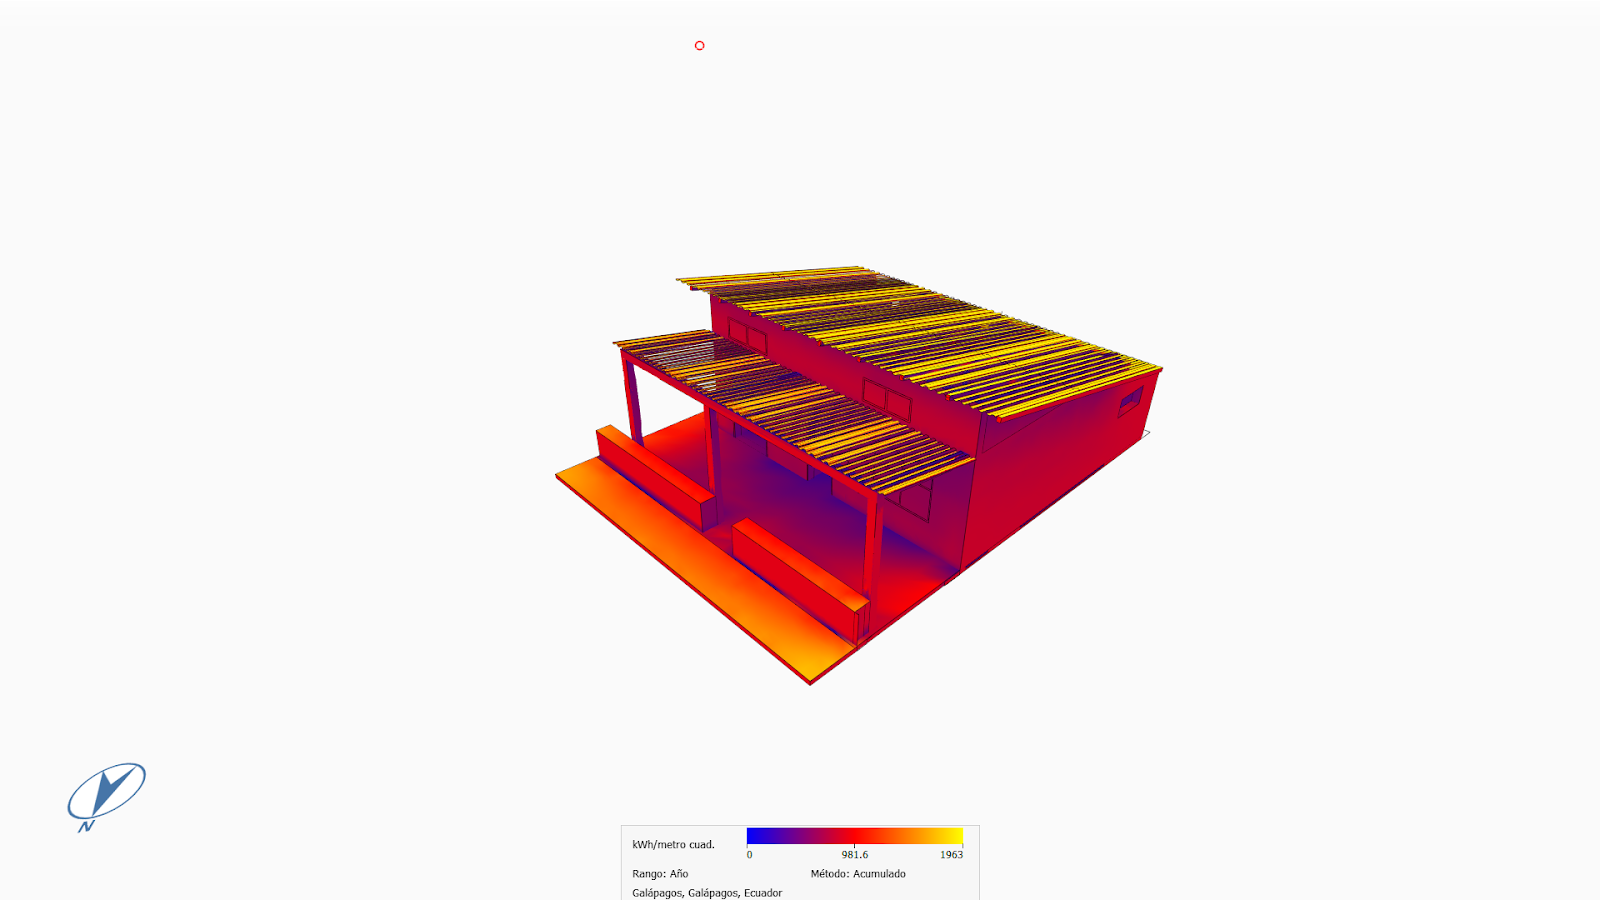 N
kWh/metro cuad.
0 981.6 1963
Rango: Año Método: Acumulado
Galápagos, Galápagos, Ecuador